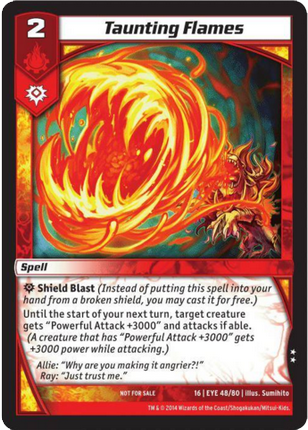 2
Taunting Flames
Spell
Shield Blast (Instead of putting this spell into your
hand from a broken shield, you may cast it for free.)
Until the start of your next turn, target creature
gets “Powerful Attack +3000” and attacks if able.
(A creature that has “Powerful Attack +3000” gets
+3000 power while attacking.)
Allie: “Why are you making it angrier?!”
Ray: “Just trust me.”
NOT FOR SALE
16 | EYE 48/80 | illus. Sumihito
TM & © 2014 Wizards of the Coast/Shogakukan/Mitsui-Kids.